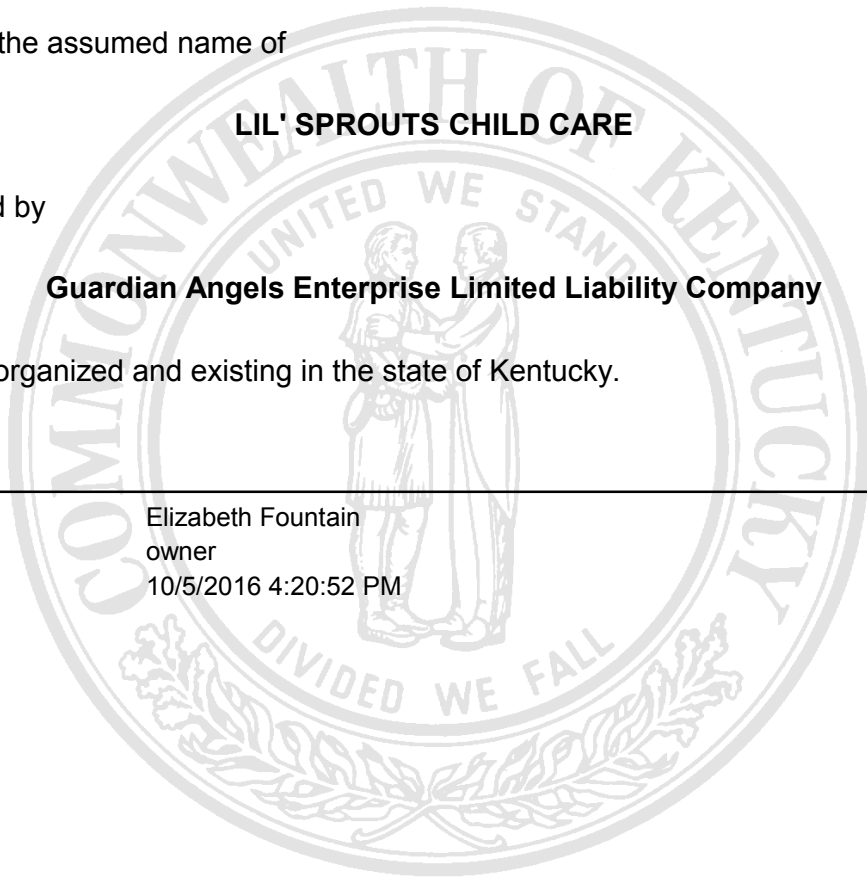 the assumed name of
LIL' SPROUTS CHILD CARE
d by
Guardian Angels Enterprise Limited Liability Company
organized and existing in the state of Kentucky.
Elizabeth Fountain
owner
10/5/2016 4:20:52 PM
COMMONWEALTH OF KENTUCKY
UNITED WE STAND
DIVIDED WE FALL